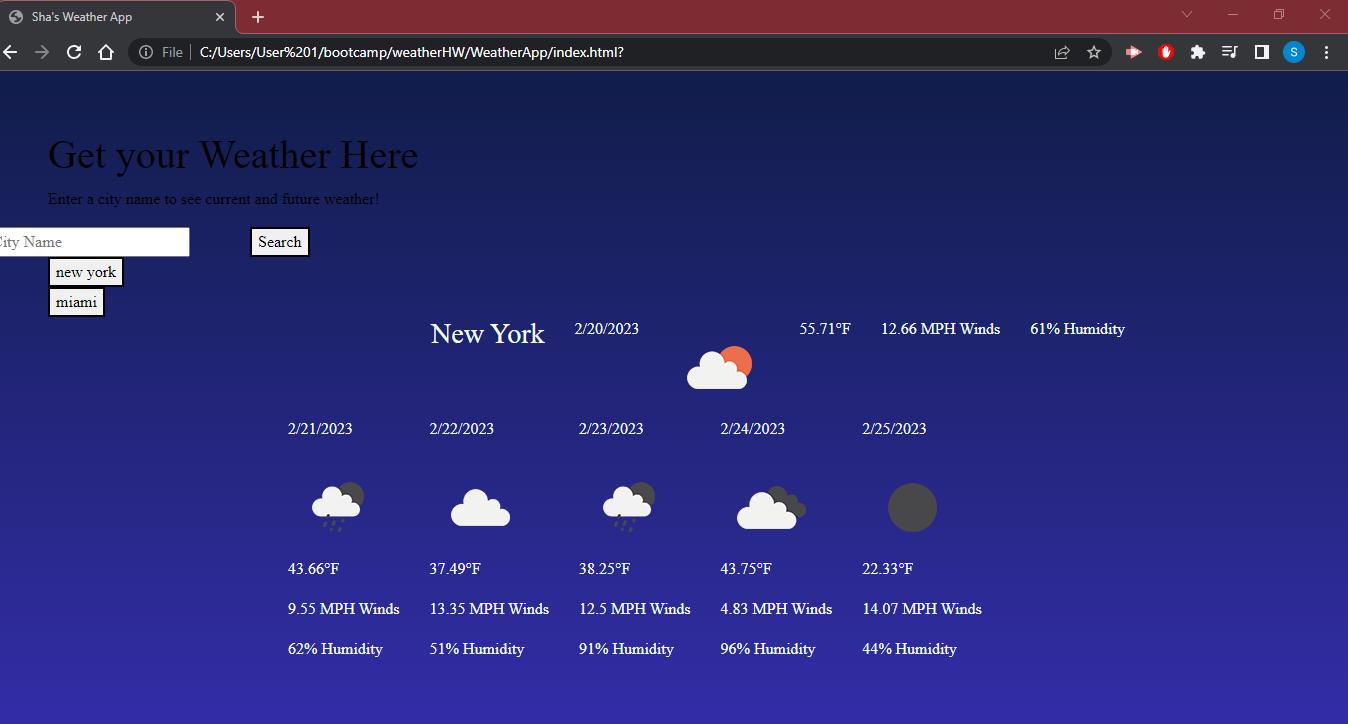 Sha's Weather App
File C:/Users/User%201/bootcamp/weatherHW/WeatherApp/index.html?
S
Get your Weather Here
Enter a city name to see current and future weather!
City Name Search
new york
miami
New York 2/20/2023 55.71°F 12.66 MPH Winds 61% Humidity
2/21/2023 2/22/2023 2/23/2023 2/24/2023 2/25/2023
43.66°F 37.49°F 38.25°F 43.75°F 22.33°F
9.55 MPH Winds 13.35 MPH Winds 12.5 MPH Winds 4.83 MPH Winds 14.07 MPH Winds
62% Humidity 51% Humidity 91% Humidity 96% Humidity 44% Humidity